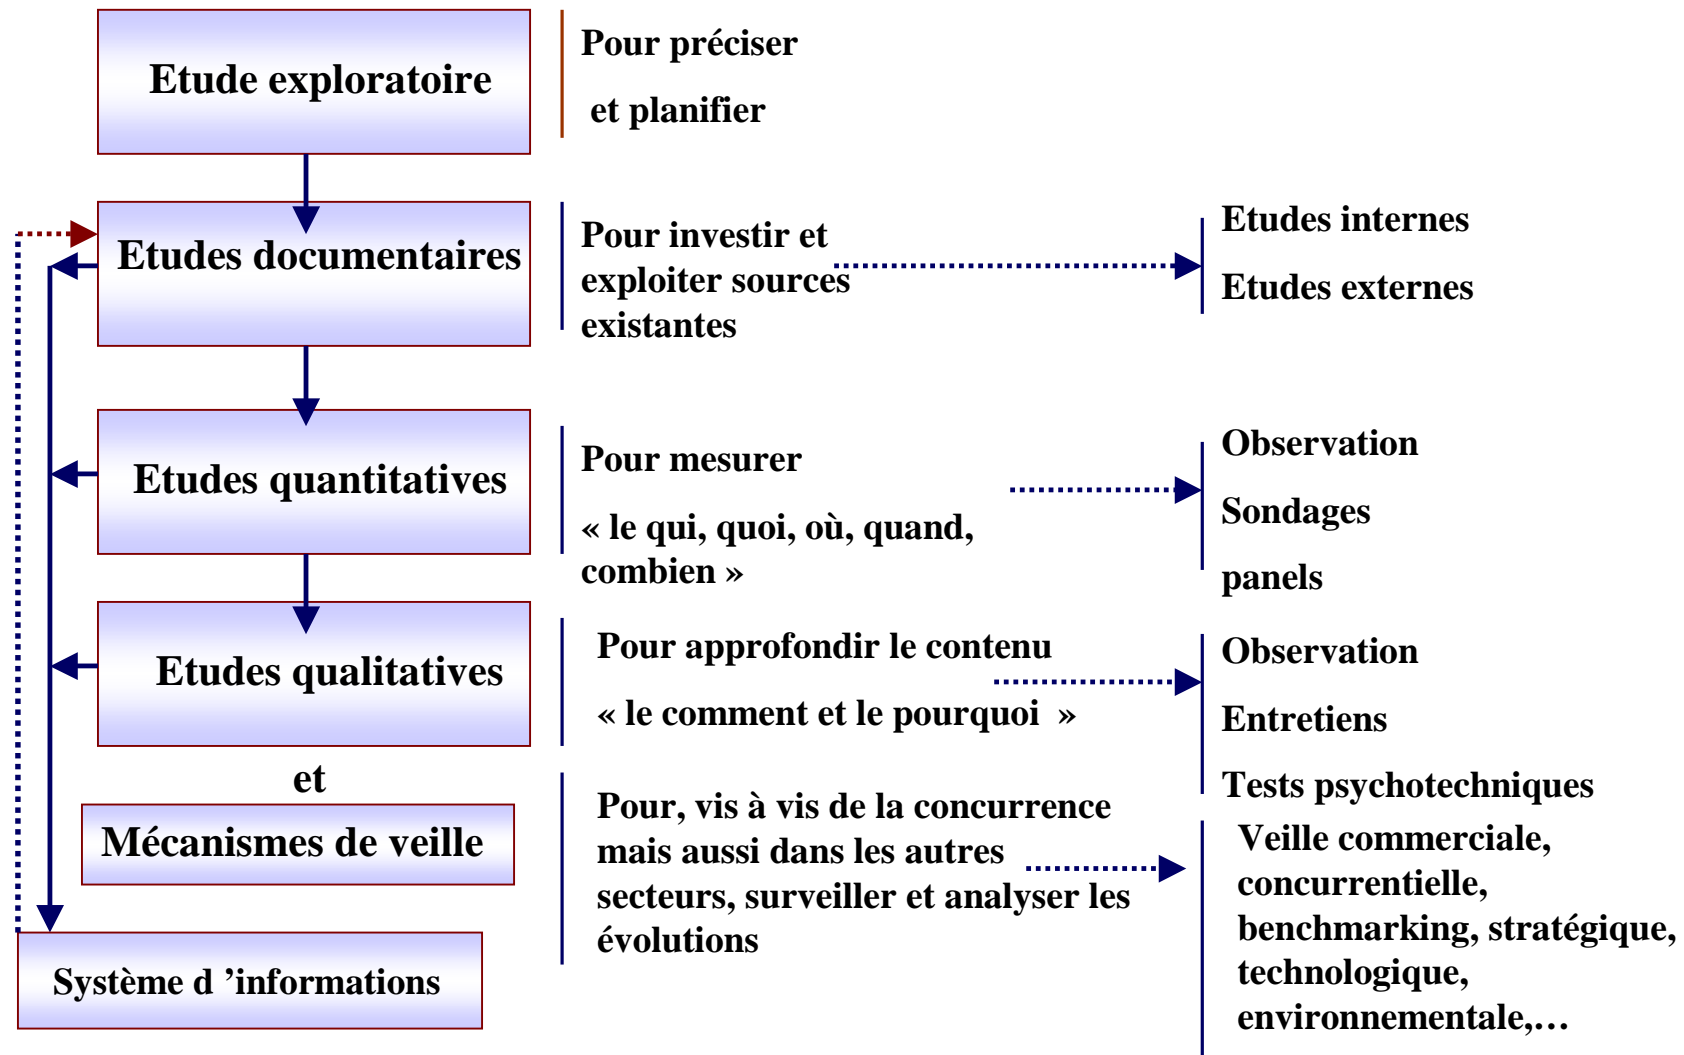 Etude exploratoire
Pour préciser
et planifier
Etudes documentaires
Pour investir et
exploiter sources
existantes
Etudes internes
Etudes externes
Etudes quantitatives
Pour mesurer
« le qui, quoi, où, quand,
combien »
Observation
Sondages
panels
Etudes qualitatives
Pour approfondir le contenu
« le comment et le pourquoi  »
Observation
Entretiens
Tests psychotechniques
et
Mécanismes de veille
Pour, vis à vis de la concurrence
mais aussi dans les autres
secteurs, surveiller et analyser les
évolutions
Veille commerciale,
concurrentielle,
benchmarking, stratégique,
technologique,
environnementale,…
Système d ’informations